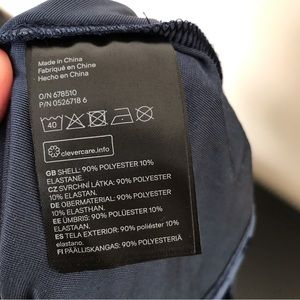 Made in China
Fabriqué en Chine
Hecho en China
O/N 678510
P/N 0526718 6
40
clevercare.info
GB SHELL: 90% POLYESTER 10%
ELASTANE.
CZ SVRCHNÍ LÁTKA: 90% POLYESTER
10% ELASTAN.
DE OBERMATERIAL: 90% POLYESTER
10% ELASTHAN.
EE ÜMBRIS: 90% POLÜESTER 10%
ELASTAAN.
ES TELA EXTERIOR: 90% poliéster 10%
elastano.
FI PÄÄLLISKANGAS: 90% POLYESTERIÄ